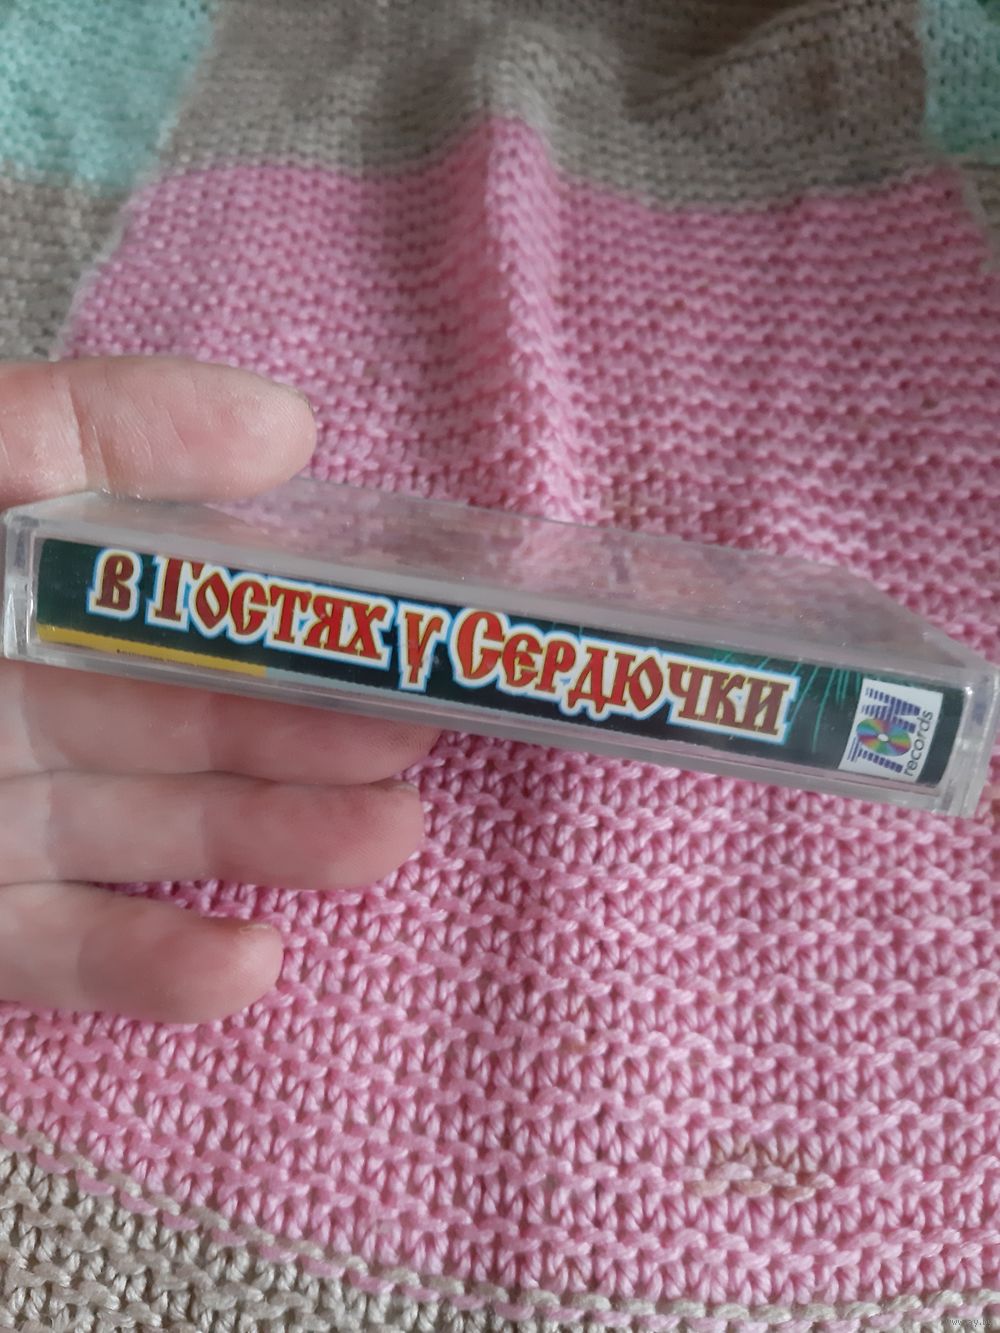 в Гостях у Сердючки
records